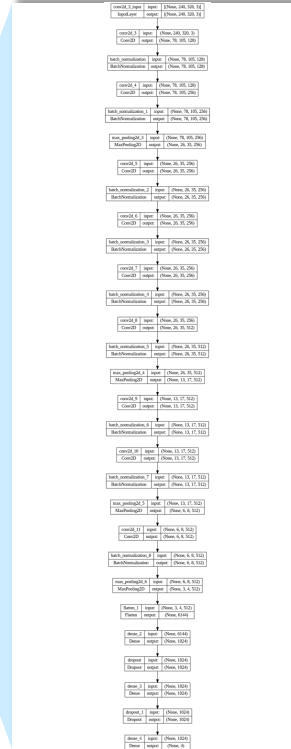 conv2d_3_input input: [(None, 240, 320, 3)]
InputLayer output: [(None, 240, 320, 3)]
conv2d_3 input: (None, 240, 320, 3)
Conv2D output: (None, 78, 105, 128)
batch_normalization input: (None, 78, 105, 128)
BatchNormalization output: (None, 78, 105, 128)
conv2d_4 input: (None, 78, 105, 128)
Conv2D output: (None, 78, 105, 256)
batch_normalization_1 input: (None, 78, 105, 256)
BatchNormalization output: (None, 78, 105, 256)
max_pooling2d_3 input: (None, 78, 105, 256)
MaxPooling2D output: (None, 26, 35, 256)
conv2d_5 input: (None, 26, 35, 256)
Conv2D output: (None, 26, 35, 256)
batch_normalization_2 input: (None, 26, 35, 256)
BatchNormalization output: (None, 26, 35, 256)
conv2d_6 input: (None, 26, 35, 256)
Conv2D output: (None, 26, 35, 256)
batch_normalization_3 input: (None, 26, 35, 256)
BatchNormalization output: (None, 26, 35, 256)
conv2d_7 input: (None, 26, 35, 256)
Conv2D output: (None, 26, 35, 256)
batch_normalization_4 input: (None, 26, 35, 256)
BatchNormalization output: (None, 26, 35, 256)
conv2d_8 input: (None, 26, 35, 256)
Conv2D output: (None, 26, 35, 512)
batch_normalization_5 input: (None, 26, 35, 512)
BatchNormalization output: (None, 26, 35, 512)
max_pooling2d_4 input: (None, 26, 35, 512)
MaxPooling2D output: (None, 13, 17, 512)
conv2d_9 input: (None, 13, 17, 512)
Conv2D output: (None, 13, 17, 512)
batch_normalization_6 input: (None, 13, 17, 512)
BatchNormalization output: (None, 13, 17, 512)
conv2d_10 input: (None, 13, 17, 512)
Conv2D output: (None, 13, 17, 512)
batch_normalization_7 input: (None, 13, 17, 512)
BatchNormalization output: (None, 13, 17, 512)
max_pooling2d_5 input: (None, 13, 17, 512)
MaxPooling2D output: (None, 6, 8, 512)
conv2d_11 input: (None, 6, 8, 512)
Conv2D output: (None, 6, 8, 512)
batch_normalization_8 input: (None, 6, 8, 512)
BatchNormalization output: (None, 6, 8, 512)
max_pooling2d_6 input: (None, 6, 8, 512)
MaxPooling2D output: (None, 3, 4, 512)
flatten_1 input: (None, 3, 4, 512)
Flatten output: (None, 6144)
dense_2 input: (None, 6144)
Dense output: (None, 1024)
dropout input: (None, 1024)
Dropout output: (None, 1024)
dense_3 input: (None, 1024)
Dense output: (None, 1024)
dropout_1 input: (None, 1024)
Dropout output: (None, 1024)
dense_4 input: (None, 1024)
Dense output: (None, 4)